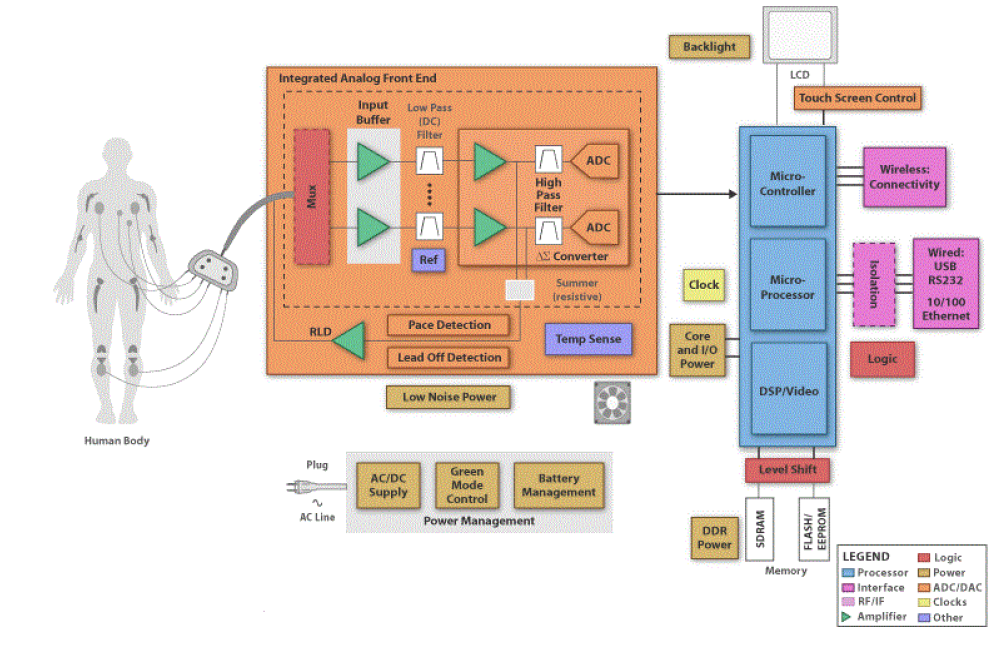 Backlight
LCD
Touch Screen Control
Integrated Analog Front End
Input
Buffer
Low Pass
(DC)
Filter
Mux
ADC
High
Pass
Filter
ADC
Ref
ΔΣ Converter
Summer
(resistive)
RLD
Pace Detection
Lead Off Detection
Temp Sense
Low Noise Power
Human Body
Micro-
Controller
Wireless:
Connectivity
Micro-
Processor
Isolation
Wired:
USB
RS232
10/100
Ethernet
Clock
Core
and I/O
Power
Logic
DSP/Video
Level Shift
Plug
AC Line
AC/DC
Supply
Green
Mode
Control
Battery
Management
Power Management
DDR
Power
SDRAM
FLASH/
EEPROM
Memory
LEGEND
Processor
Interface
RF/IF
Amplifier
Logic
Power
ADC/DAC
Clocks
Other